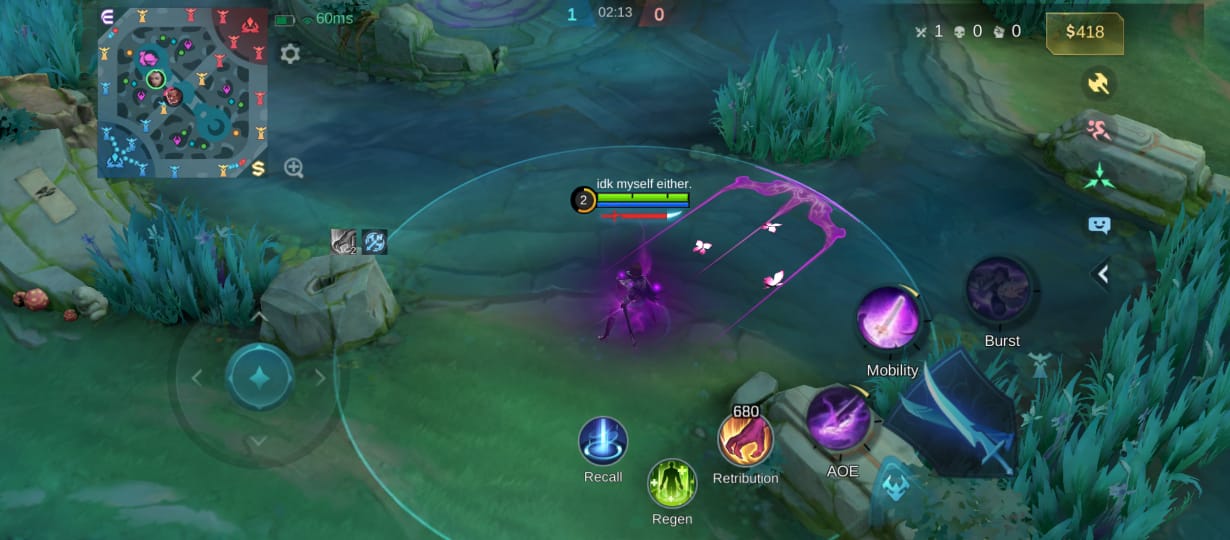 60ms
1 02:13 0
1 0 0
$418
idk myself either.
2
2
Mobility
Burst
680
AOE
Recall
Retribution
Regen